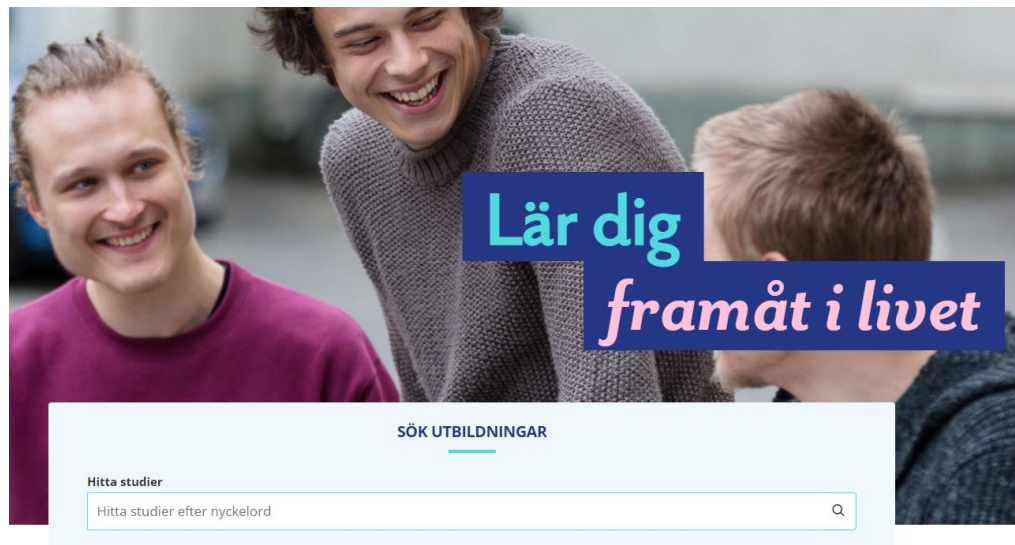 Lär dig
framåt i livet
SÖK UTBILDNINGAR
Hitta studier
Hitta studier efter nyckelord